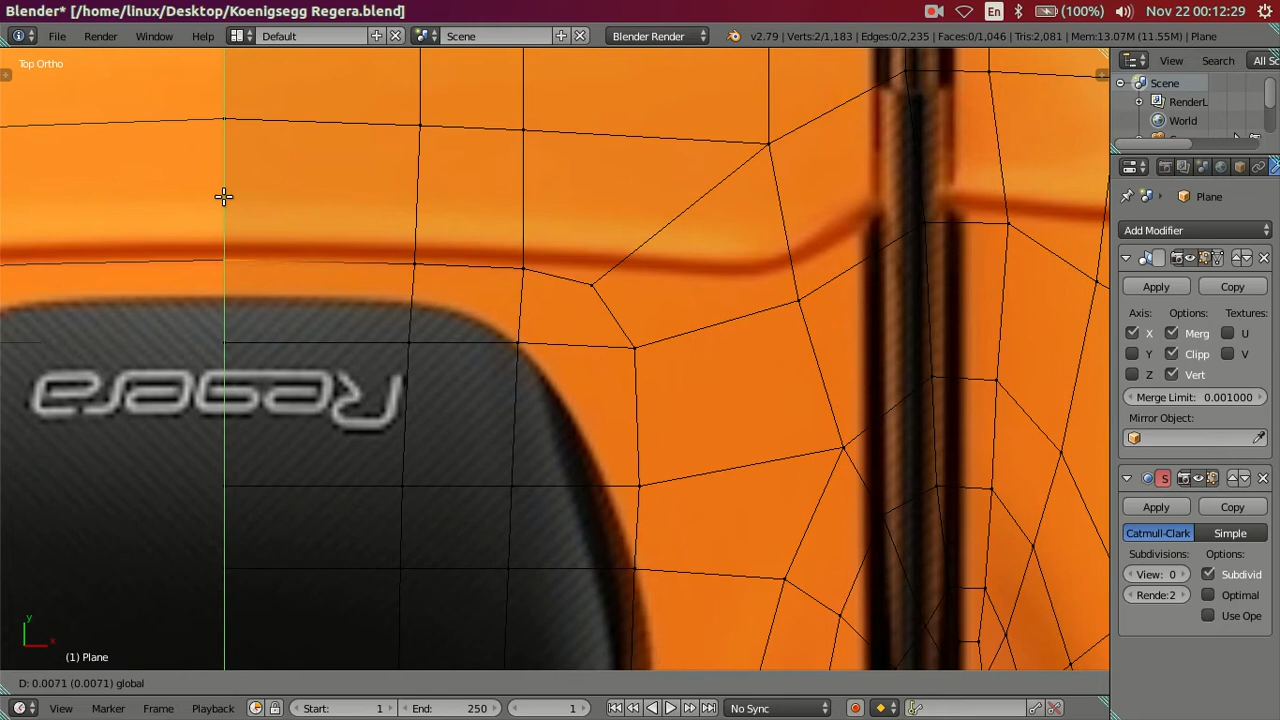 Blender* [/home/linux/Desktop/Koenigsegg Regera.blend]
En (100%) Nov 22 00:12:29
File Render Window Help Default Scene Blender Render v2.79 | Verts:2/1,183 | Edges:0/2,235 | Faces:0/1,046 | Tris:2,081 | Mem:13.07M (11.55M) | Plane
Top Ortho
View Search All Sc
Scene
RenderL
World
Plane
Add Modifier
Apply Copy
Axis: Options: Textures:
X Merg U
Y Clipp V
Z Vert
Merge Limit: 0.001000
Mirror Object:
S
Apply Copy
Catmull-Clark Simple
Subdivisions: Options:
View: 0 Subdivid
Rende:2 Optimal
Use Ope
Regera
y
x
(1) Plane
D: 0.0071 (0.0071) global
View Marker Frame Playback Start: 1 End: 250 1 No Sync